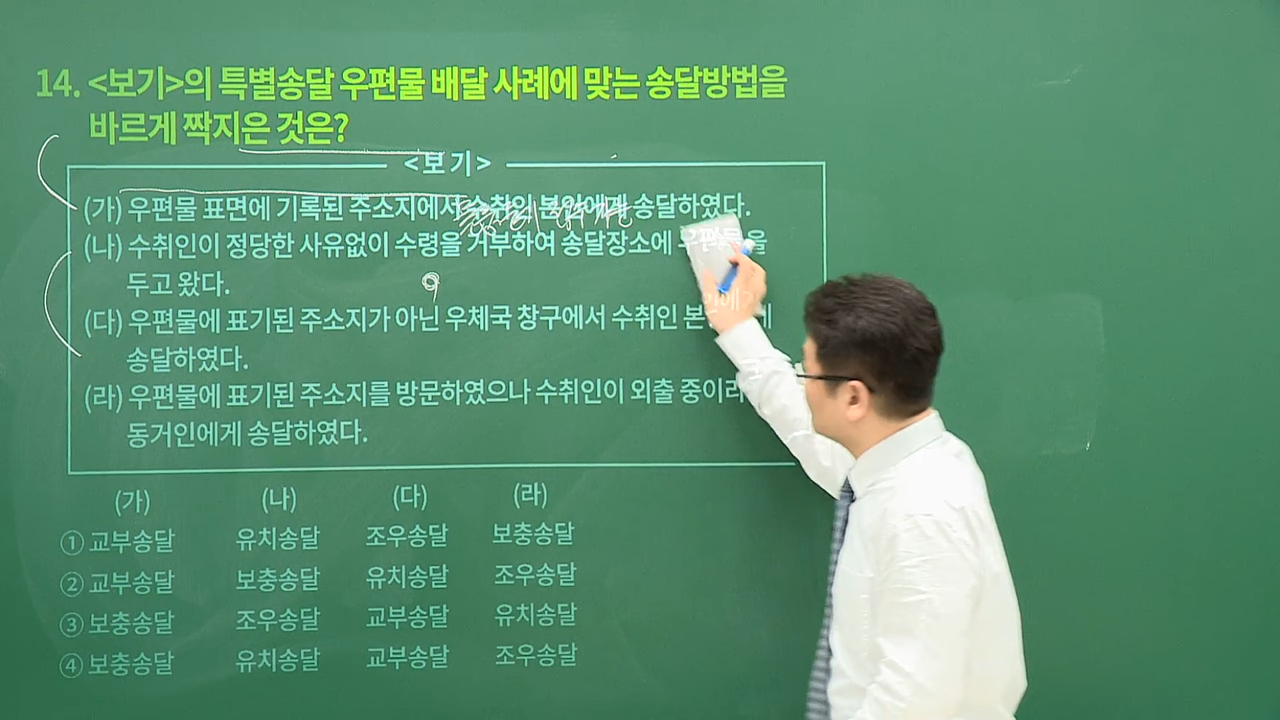 14. <보기>의 특별송달 우편물 배달 사례에 맞는 송달방법을
바르게 짝지은 것은?
<보기>
(가) 우편물 표면에 기록된 주소지에서 수취인 본인에게 송달하였다.
(나) 수취인이 정당한 사유없이 수령을 거부하여 송달장소에 우편물을
두고 왔다.
(다) 우편물에 표기된 주소지가 아닌 우체국 창구에서 수취인 본
송달하였다.
(라) 우편물에 표기된 주소지를 방문하였으나 수취인이 외출 중이라
동거인에게 송달하였다.
(가) (나) (다) (라)
① 교부송달 유치송달 조우송달 보충송달
② 교부송달 보충송달 유치송달 조우송달
③ 보충송달 조우송달 교부송달 유치송달
④ 보충송달 유치송달 교부송달 조우송달